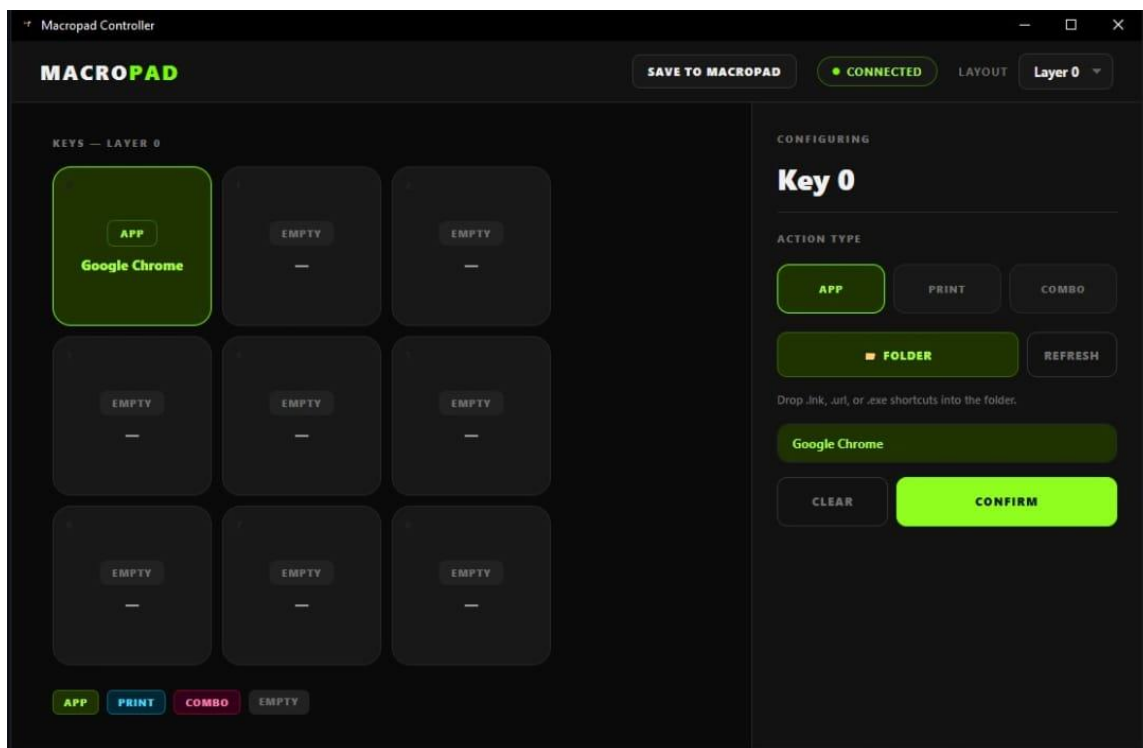 Macropad Controller
MACROPAD
SAVE TO MACROPAD
CONNECTED
LAYOUT
Layer 0
KEYS — LAYER 0
APP
Google Chrome
EMPTY
—
EMPTY
—
EMPTY
—
EMPTY
—
EMPTY
—
EMPTY
—
EMPTY
—
EMPTY
—
APP PRINT COMBO EMPTY
CONFIGURING
Key 0
ACTION TYPE
APP PRINT COMBO
FOLDER REFRESH
Drop .lnk, .url, or .exe shortcuts into the folder.
Google Chrome
CLEAR CONFIRM